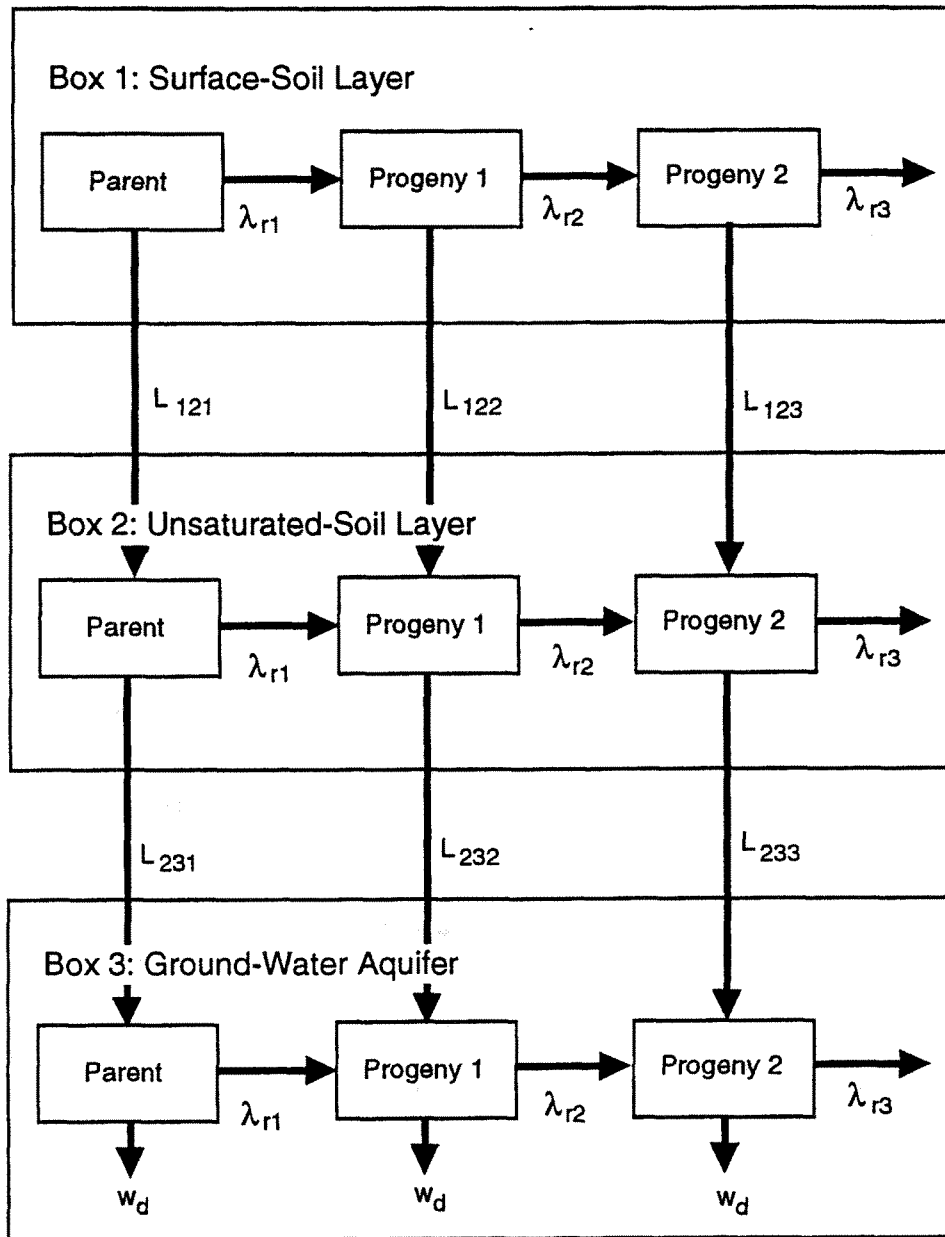 Box 1: Surface-Soil Layer
Parent
Progeny 1
Progeny 2
λr1
λr2
λr3
L121
L122
L123
Box 2: Unsaturated-Soil Layer
Parent
Progeny 1
Progeny 2
λr1
λr2
λr3
L231
L232
L233
Box 3: Ground-Water Aquifer
Parent
Progeny 1
Progeny 2
λr1
λr2
λr3
wd
wd
wd